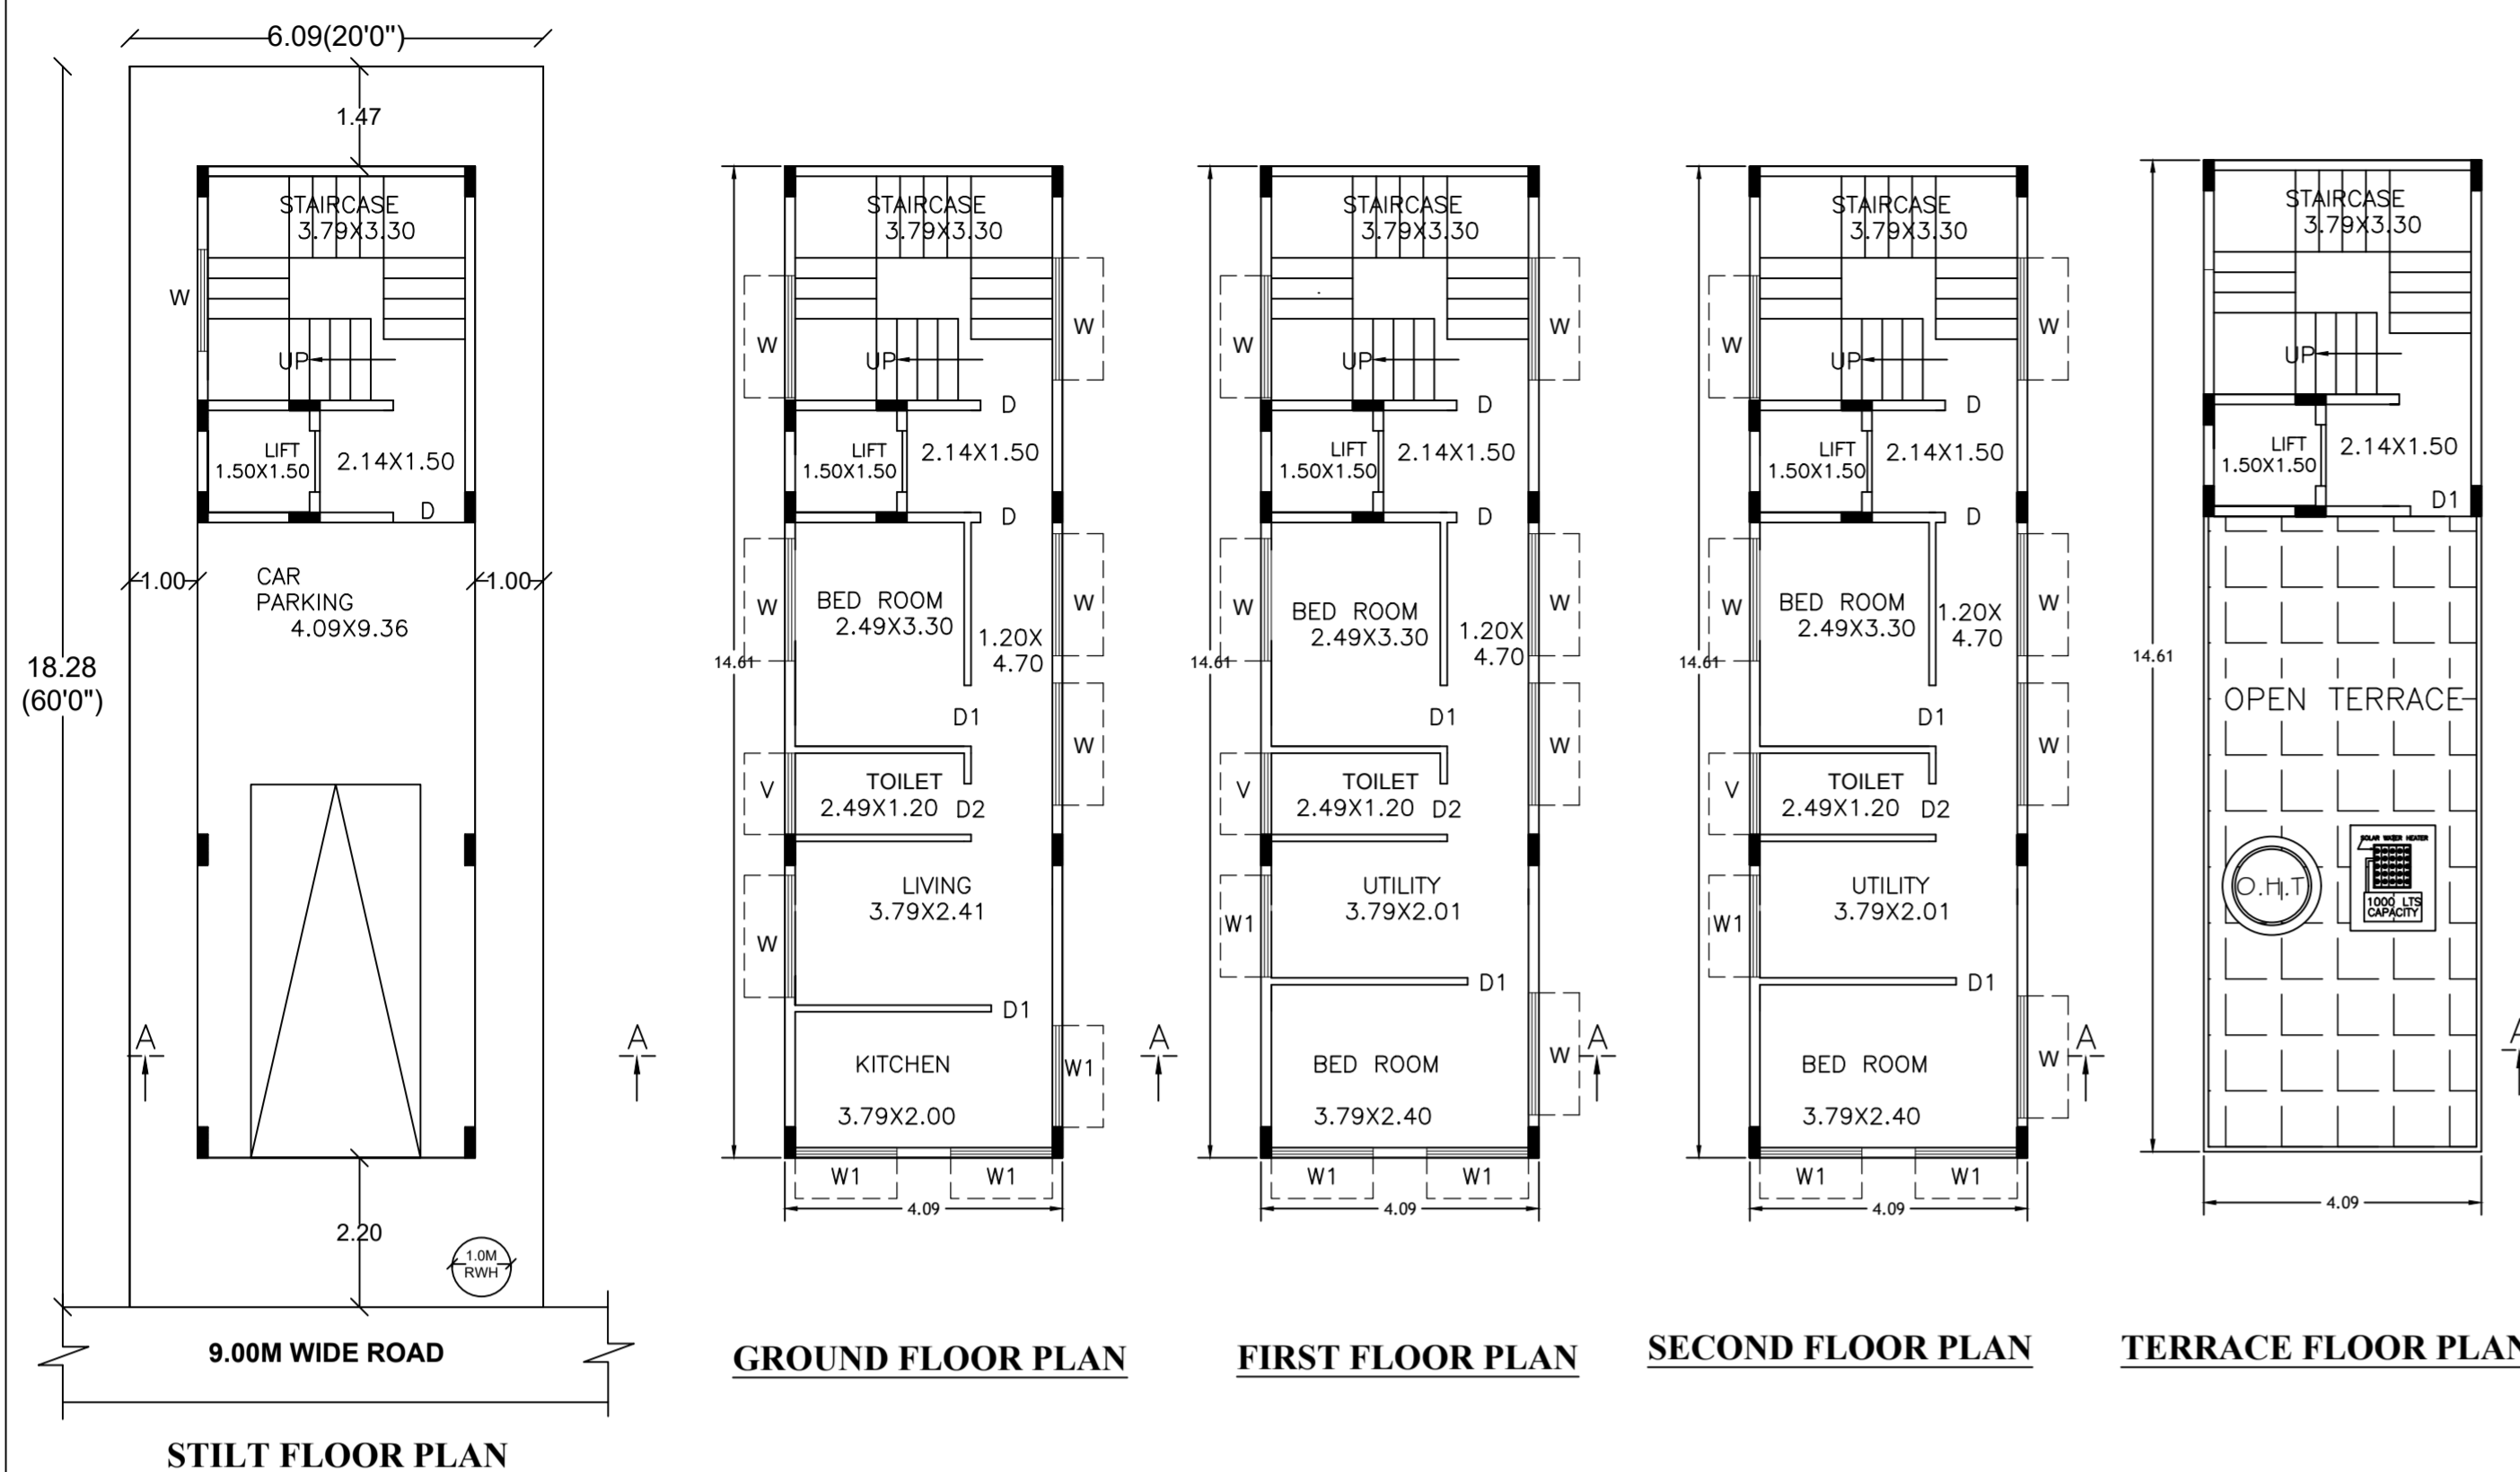 6.09(20'0")
1.47
STAIRCASE
3.79X3.30
W
UP
LIFT
1.50X1.50
2.14X1.50
D
1.00
1.00
CAR
PARKING
4.09X9.36
18.28
(60'0")
A
A
2.20
1.0M
RWH
9.00M WIDE ROAD
STILT FLOOR PLAN
STAIRCASE
3.79X3.30
W
W
UP
D
LIFT
1.50X1.50
2.14X1.50
D
W
BED ROOM
2.49X3.30
W
1.20X
4.70
14.61
D1
W
V
TOILET
2.49X1.20
D2
LIVING
3.79X2.41
W
D1
A
KITCHEN
W1
3.79X2.00
W1
W1
4.09
GROUND FLOOR PLAN
STAIRCASE
3.79X3.30
W
W
UP
D
LIFT
1.50X1.50
2.14X1.50
D
W
BED ROOM
2.49X3.30
W
1.20X
4.70
14.61
D1
W
V
TOILET
2.49X1.20
D2
UTILITY
3.79X2.01
W1
D1
A
BED ROOM
W
3.79X2.40
W1
W1
4.09
FIRST FLOOR PLAN
STAIRCASE
3.79X3.30
W
W
UP
D
LIFT
1.50X1.50
2.14X1.50
D
W
BED ROOM
2.49X3.30
W
1.20X
4.70
14.61
D1
W
V
TOILET
2.49X1.20
D2
UTILITY
3.79X2.01
W1
D1
A
BED ROOM
W
3.79X2.40
W1
W1
4.09
SECOND FLOOR PLAN
STAIRCASE
3.79X3.30
UP
LIFT
1.50X1.50
2.14X1.50
D1
14.61
OPEN TERRACE
SOLAR WATER HEATER
O.H.T
1000 LTS
CAPACITY
4.09
TERRACE FLOOR PLAN